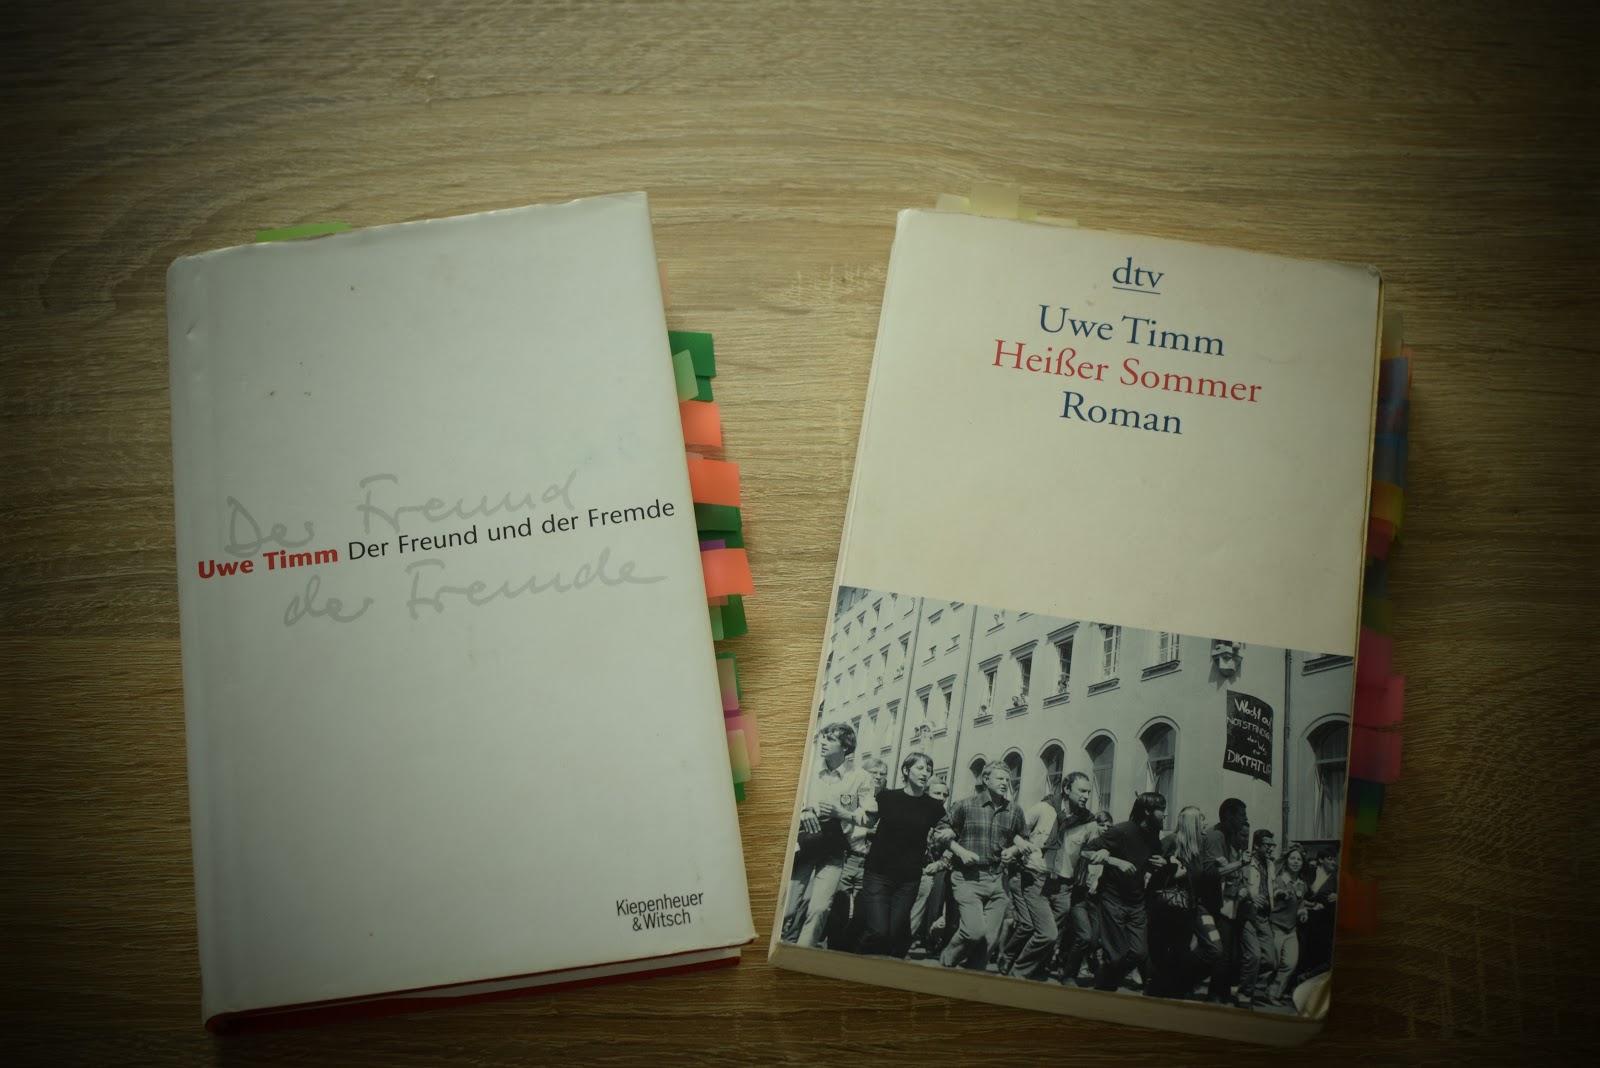 Der Freund
Uwe Timm Der Freund und der Fremde
der Fremde
Kiepenheuer
& Witsch
dtv
Uwe Timm
Heißer Sommer
Roman
NOTSTAND
DIKTATUR